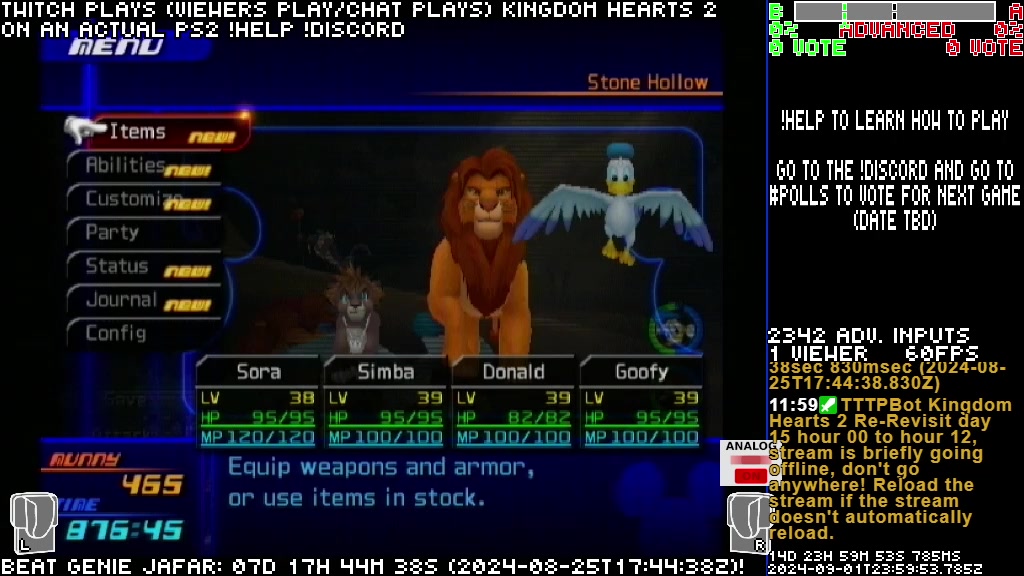 TWITCH PLAYS (VIEWERS PLAY/CHAT PLAYS) KINGDOM HEARTS 2
ON AN ACTUAL PS2 !HELP !DISCORD
MENU
Stone Hollow
Items NEW!
Abilities NEW!
Customize NEW!
Party
Status NEW!
Journal NEW!
Config
Save
Sora
LV 38
HP 95/95
MP 120/120
Simba
LV 39
HP 95/95
MP 100/100
Donald
LV 39
HP 82/82
MP 100/100
Goofy
LV 39
HP 95/95
MP 100/100
MUNNY
465
TIME
876:45
Equip weapons and armor,
or use items in stock.
L
R
ANALOG
BEAT GENIE JAFAR: 07D 17H 44M 38S (2024-08-25T17:44:38Z)!
B A
0% ADVANCED 0%
0 VOTE 0 VOTE
!HELP TO LEARN HOW TO PLAY
GO TO THE !DISCORD AND GO TO
#POLLS TO VOTE FOR NEXT GAME
(DATE TBD)
2342 ADV. INPUTS
1 VIEWER 60FPS
38sec 830msec (2024-08-
25T17:44:38.830Z)
11:59 TTTPBot Kingdom
Hearts 2 Re-Revisit day
15 hour 00 to hour 12,
stream is briefly going
offline, don't go
anywhere! Reload the
stream if the stream
doesn't automatically
reload.
14D 23H 59M 53S 785MS
2024-09-01T23:59:53.785Z